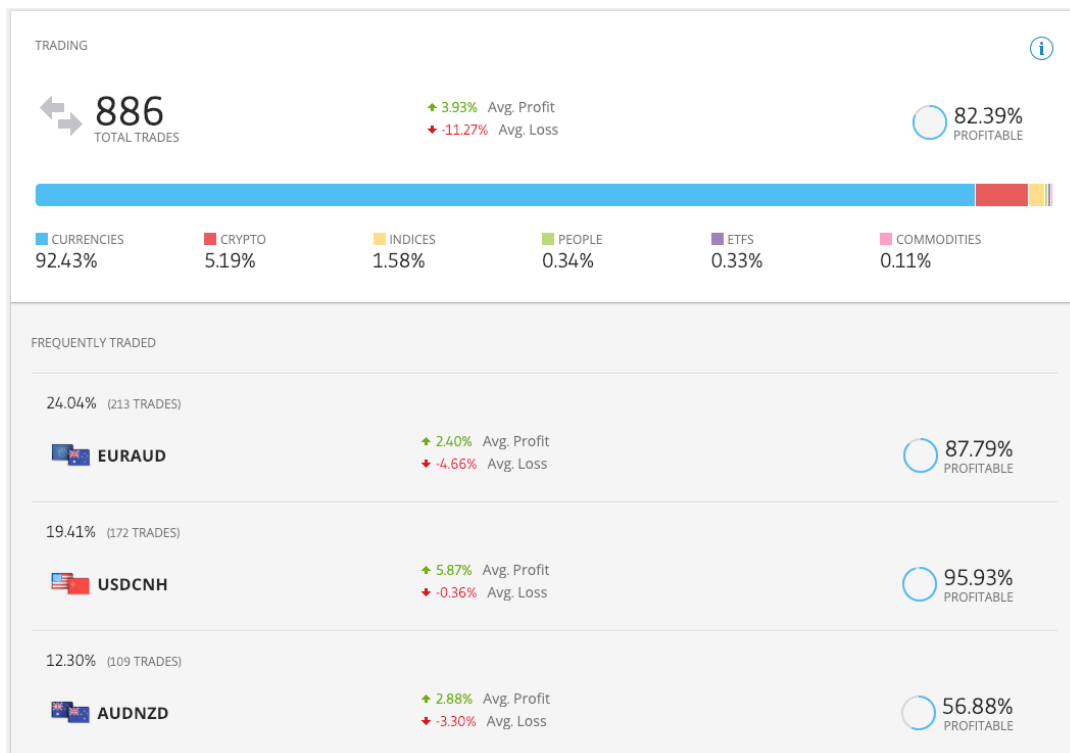 TRADING
886
TOTAL TRADES
3.93% Avg. Profit
-11.27% Avg. Loss
82.39%
PROFITABLE
CURRENCIES CRYPTO INDICES PEOPLE ETFS COMMODITIES
92.43% 5.19% 1.58% 0.34% 0.33% 0.11%
FREQUENTLY TRADED
24.04% (213 TRADES)
EURAUD
2.40% Avg. Profit
-4.66% Avg. Loss
87.79%
PROFITABLE
19.41% (172 TRADES)
USDCNH
5.87% Avg. Profit
-0.36% Avg. Loss
95.93%
PROFITABLE
12.30% (109 TRADES)
AUDNZD
2.88% Avg. Profit
-3.30% Avg. Loss
56.88%
PROFITABLE